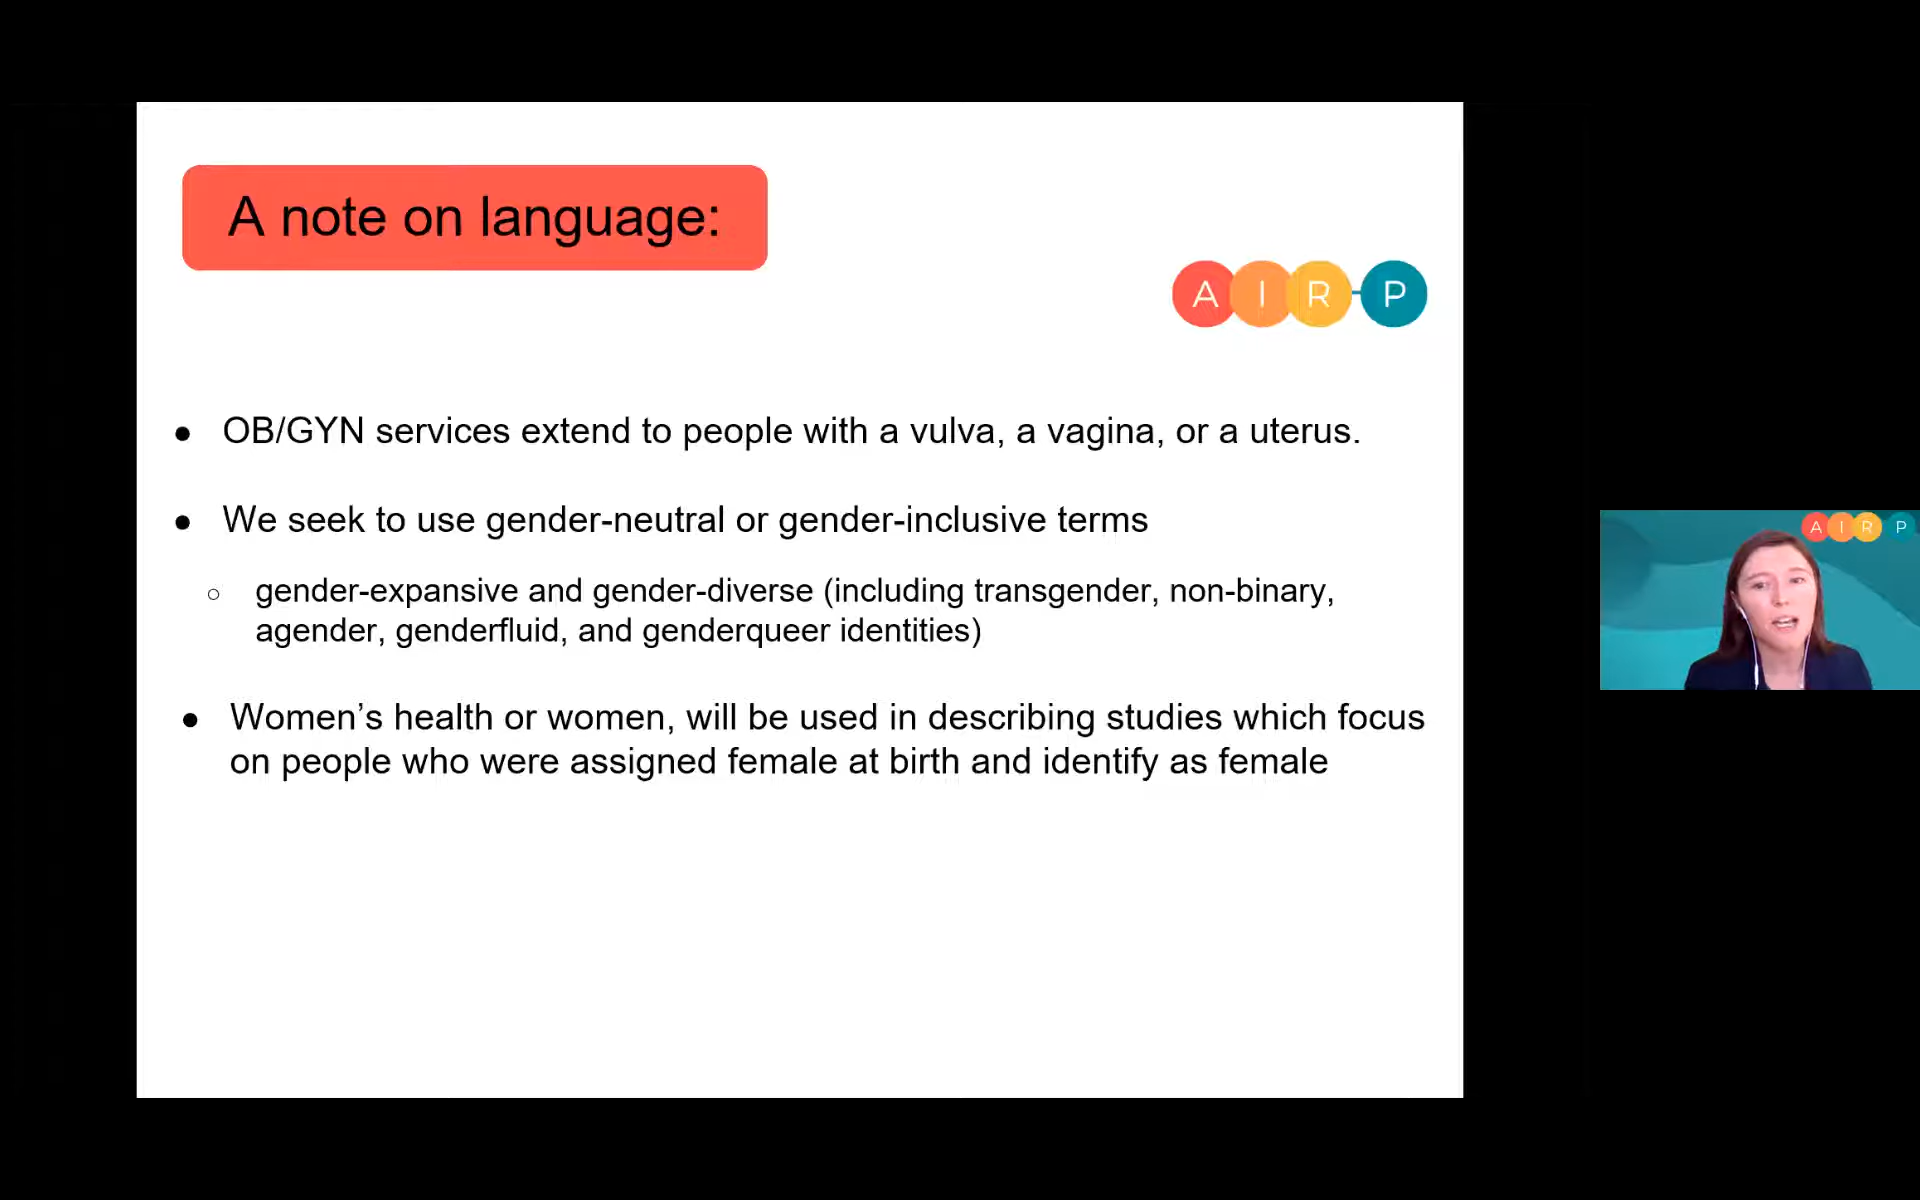 A note on language:
A I R - P
● OB/GYN services extend to people with a vulva, a vagina, or a uterus.
● We seek to use gender-neutral or gender-inclusive terms
○ gender-expansive and gender-diverse (including transgender, non-binary,
agender, genderfluid, and genderqueer identities)
● Women’s health or women, will be used in describing studies which focus
on people who were assigned female at birth and identify as female
A I R P